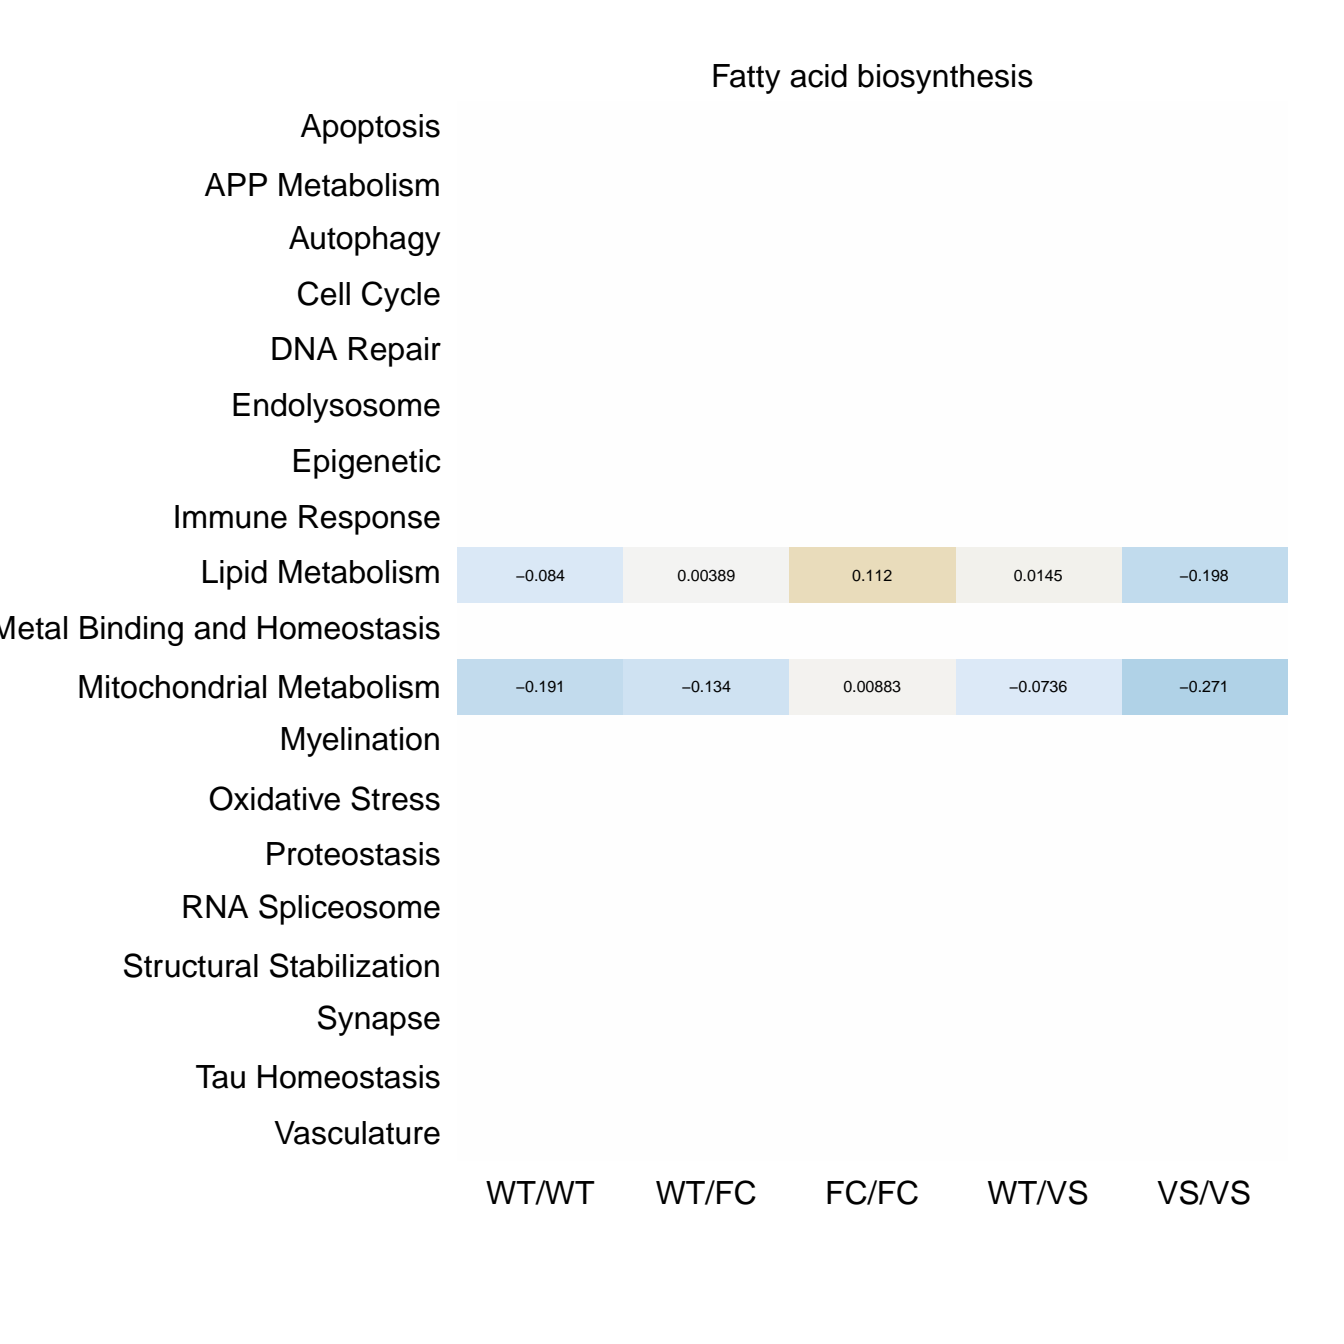 Fatty acid biosynthesis
Apoptosis
APP Metabolism
Autophagy
Cell Cycle
DNA Repair
Endolysosome
Epigenetic
Immune Response
Lipid Metabolism −0.084 0.00389 0.112 0.0145 −0.198
Metal Binding and Homeostasis
Mitochondrial Metabolism −0.191 −0.134 0.00883 −0.0736 −0.271
Myelination
Oxidative Stress
Proteostasis
RNA Spliceosome
Structural Stabilization
Synapse
Tau Homeostasis
Vasculature
WT/WT WT/FC FC/FC WT/VS VS/VS